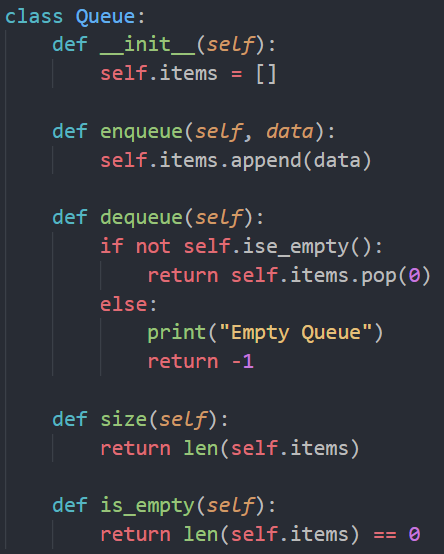 class Queue:
    def __init__(self):
        self.items = []

    def enqueue(self, data):
        self.items.append(data)

    def dequeue(self):
        if not self.ise_empty():
            return self.items.pop(0)
        else:
            print("Empty Queue")
            return -1

    def size(self):
        return len(self.items)

    def is_empty(self):
        return len(self.items) == 0